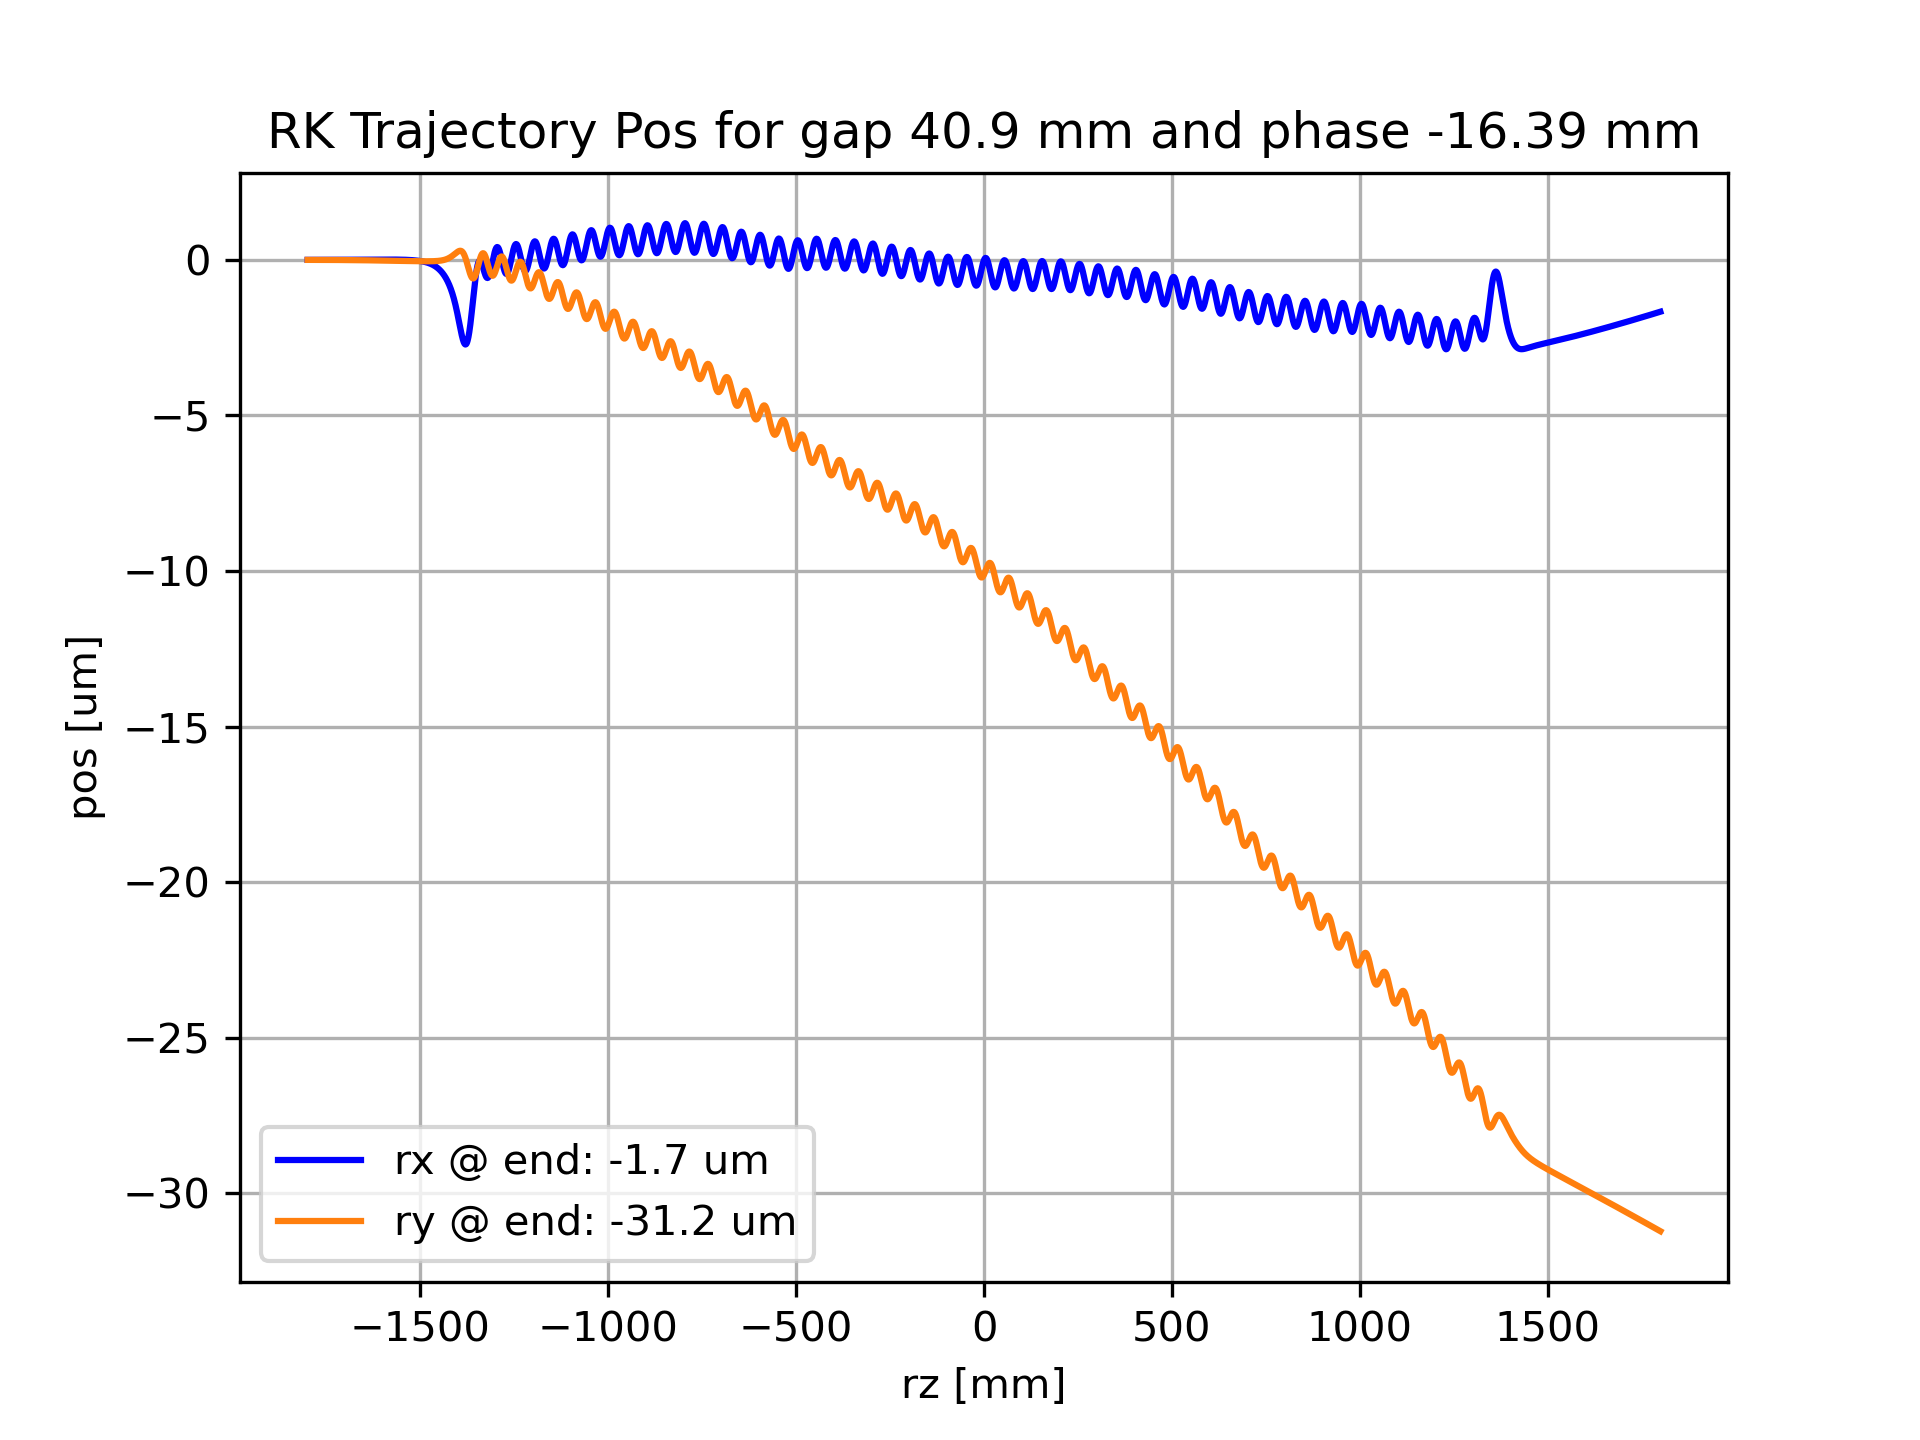 RK Trajectory Pos for gap 40.9 mm and phase -16.39 mm
0
−5
−10
−15
−20
−25
−30
pos [um]
rx @ end: -1.7 um
ry @ end: -31.2 um
−1500 −1000 −500 0 500 1000 1500
rz [mm]